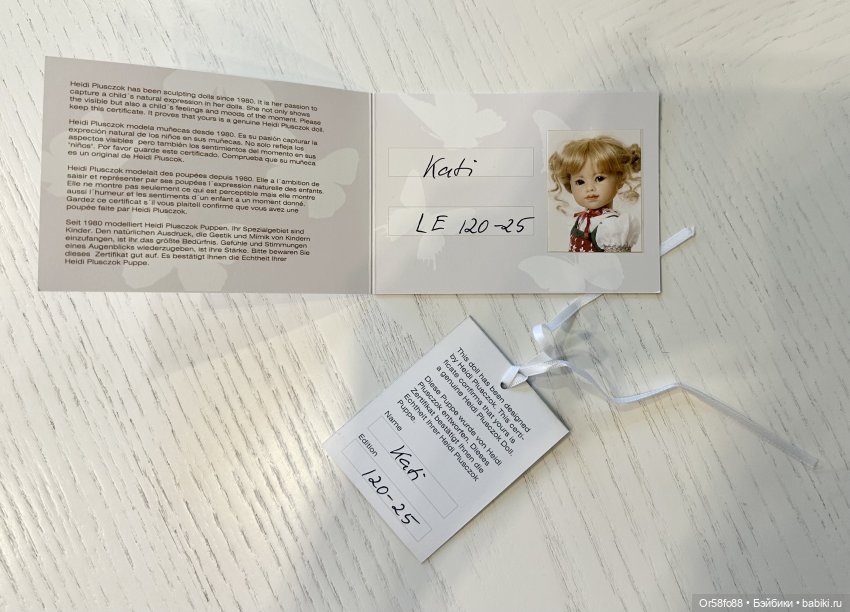 Heidi Plusczok has been sculpting dolls since 1980. It is her passion to
capture a child´s natural expression in her dolls. She not only shows
the visible but also a child´s feelings and moods of the moment. Please
keep this certificate. It proves that yours is a genuine Heidi Plusczok doll.
Heidi Plusczok modela muñecas desde 1980. Es su pasión capturar la
expreción natural de los niños en sus muñecas. No solo refleja los
aspectos visibles pero también los sentimientos del momento en sus
"niños". Por favor guarde este certificado. Comprueba que su muñeca
es un original de Heidi Pluscok.
Heidi Plusczok modelait des poupées depuis 1980. Elle a l´ambition de
saisir et représenter par ses poupées l´expression naturelle des enfants.
Elle ne montre pas seulement ce qui est perceptible mais elle montre
aussi l´humeur et les sentiments d´un enfant a un moment donné.
Gardez ce certificat s´il vous plaitell confirme que vous avez une
poupée faite par Heidi Plusczok.
Seit 1980 modelliert Heidi Plusczok Puppen. Ihr Spezialgebiet sind
Kinder. Den natürlichen Ausdruck, die Gestik und Mimik von Kindern
einzufangen, ist ihr das größte Bedürfnis. Gefühle und Stimmungen
eines Augenblicks wiederzugeben, ist ihre Stärke. Bitte bewaren Sie
dieses Zertifikat gut auf. Es bestätigt Ihnen die Echtheit Ihrer
Heidi Plusczok Puppe.
Kati
LE 120-25
This doll has been designed
by Heidi Plusczok. This certi-
ficate confirms that yours is
a genuine Heidi Plusczok Doll.
Diese Puppe wurde von Heidi
Plusczok entworfen. Dieses
Zertifikat bestätigt Ihnen die
Echtheit Ihrer Heidi Plusczok
Puppe.
Name
Kati
Edition
120-25
Or58fo88 • Бэйбики • babiki.ru